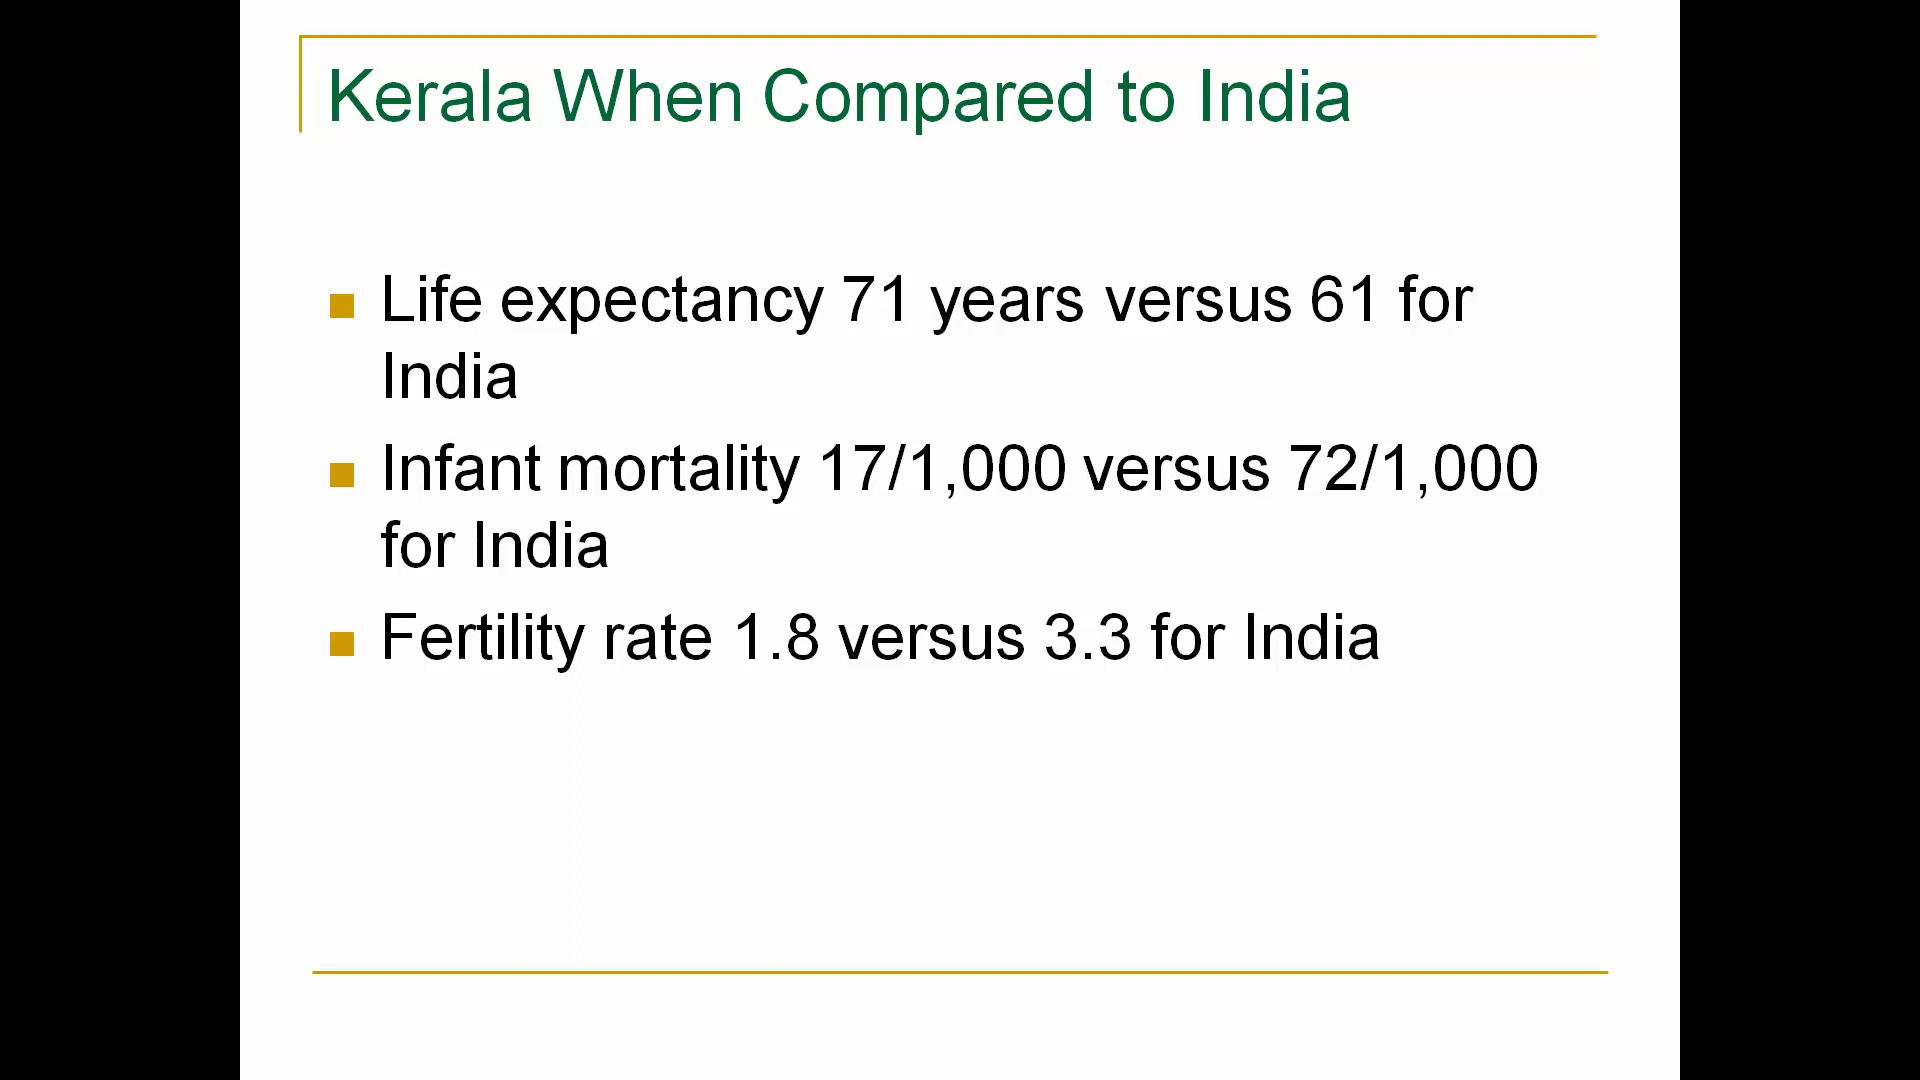 Kerala When Compared to India
Life expectancy 71 years versus 61 for
India
Infant mortality 17/1,000 versus 72/1,000
for India
Fertility rate 1.8 versus 3.3 for India